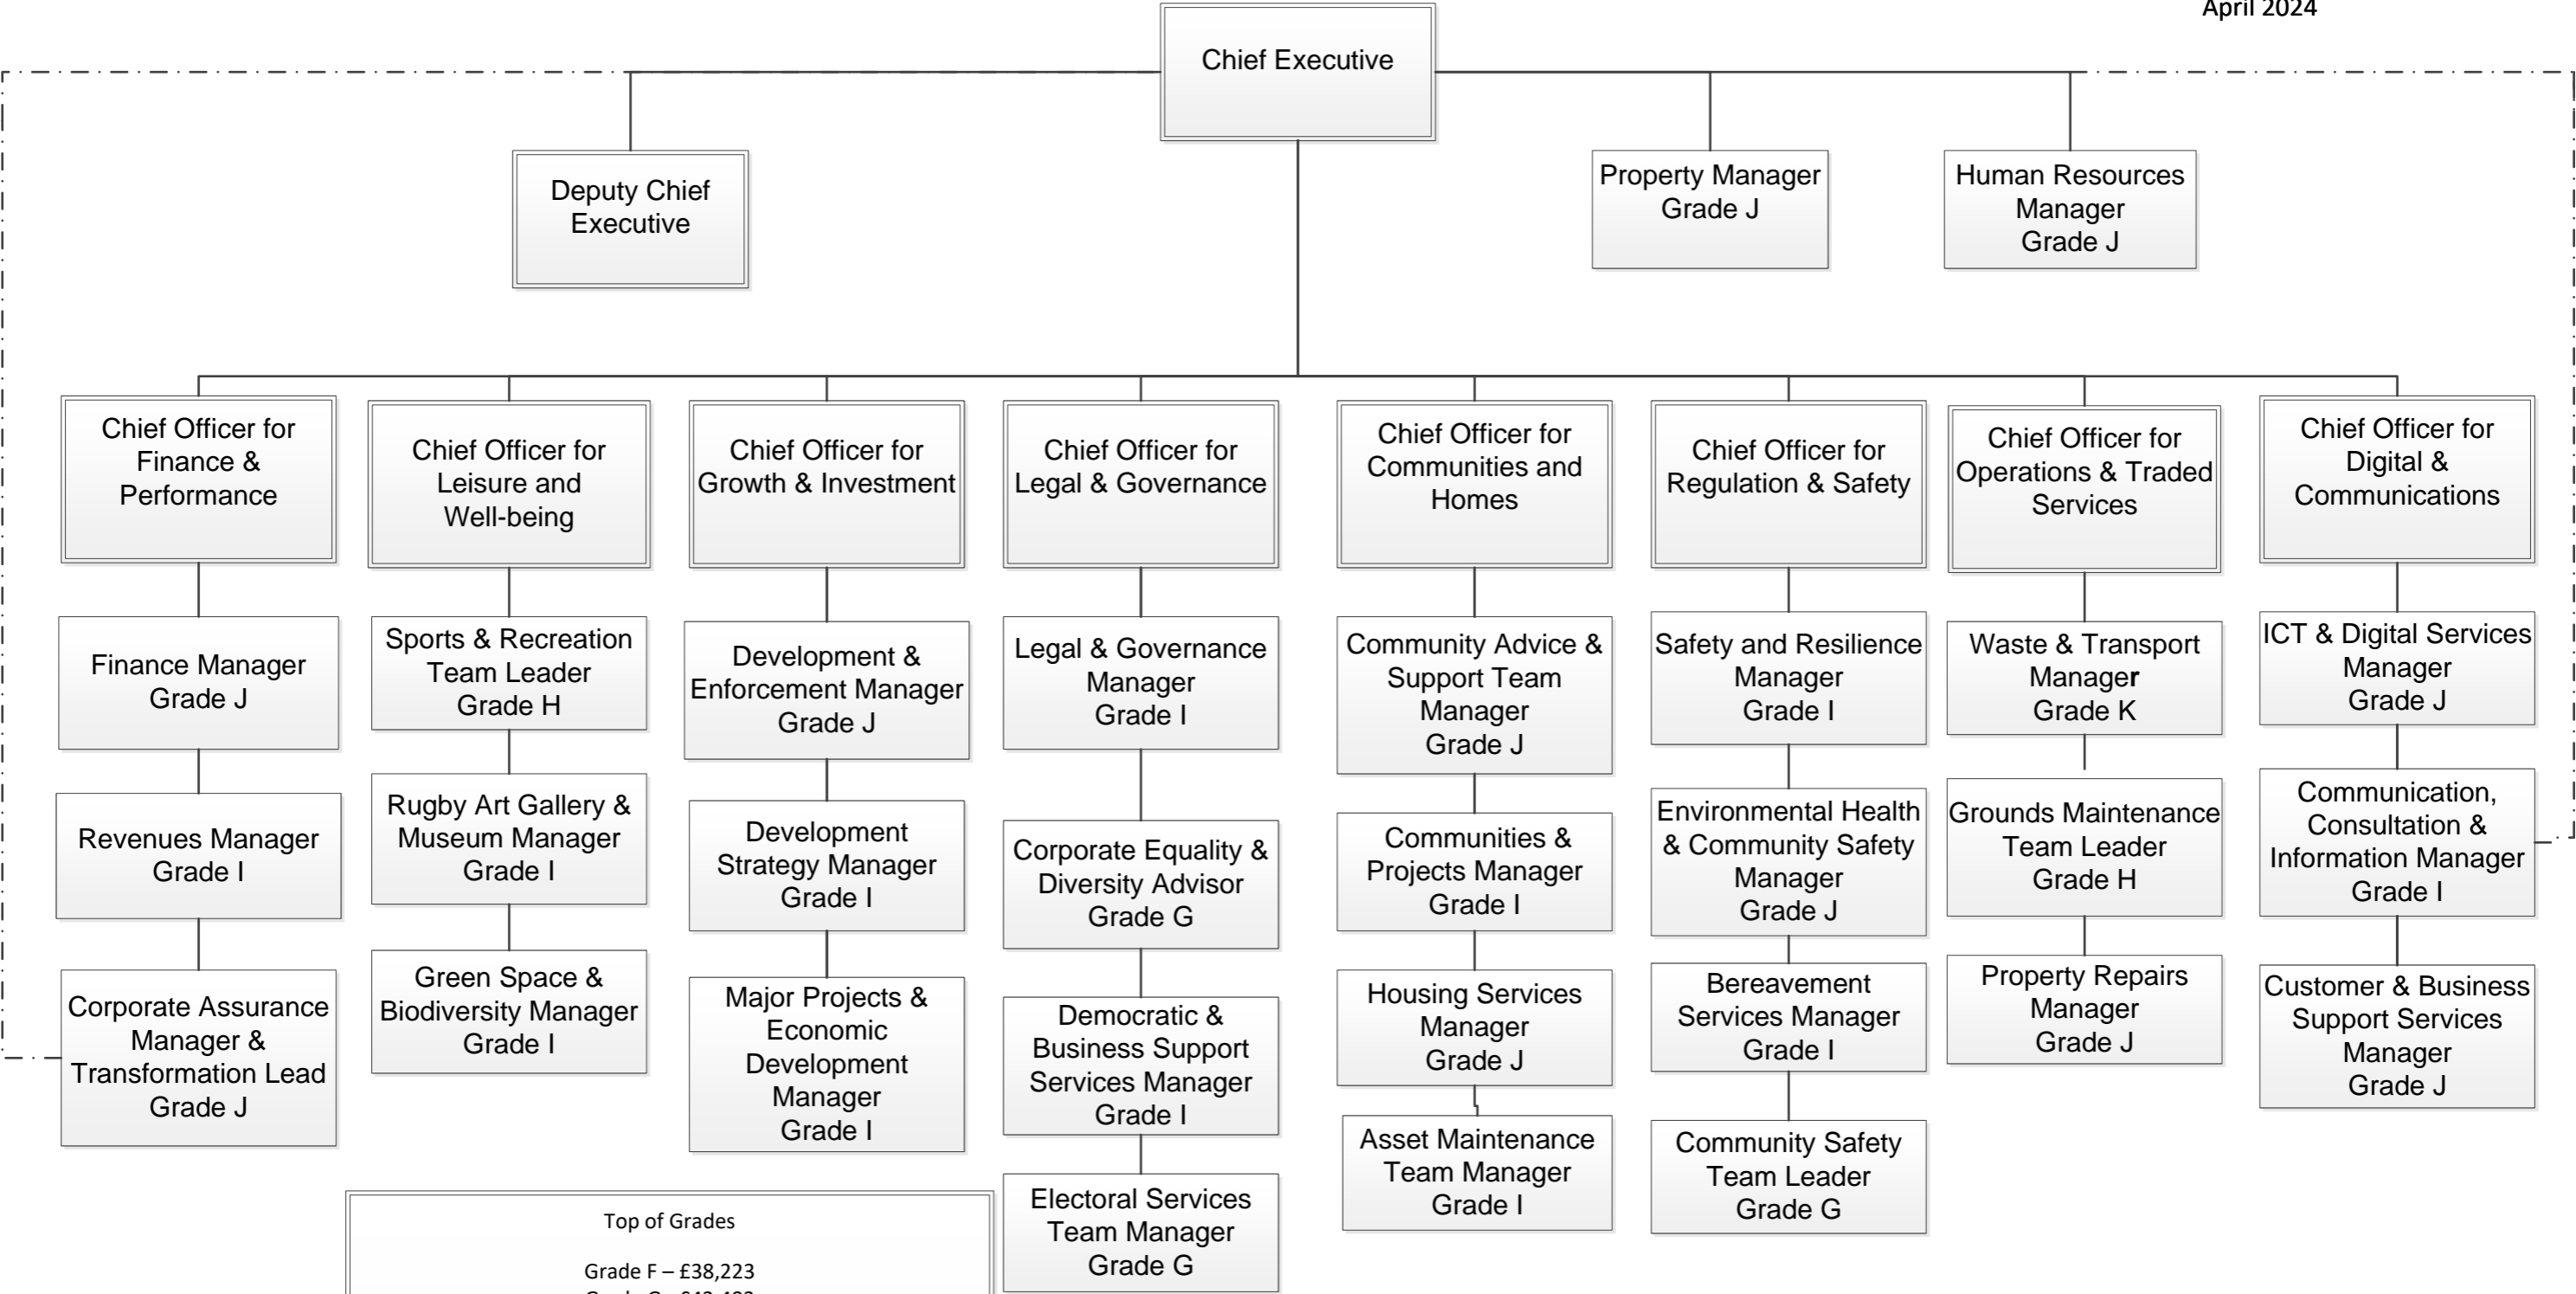 April 2024
Chief Executive
Deputy Chief
Executive
Property Manager
Grade J
Human Resources
Manager
Grade J
Chief Officer for
Finance &
Performance
Finance Manager
Grade J
Revenues Manager
Grade I
Corporate Assurance
Manager &
Transformation Lead
Grade J
Chief Officer for
Leisure and
Well-being
Sports & Recreation
Team Leader
Grade H
Rugby Art Gallery &
Museum Manager
Grade I
Green Space &
Biodiversity Manager
Grade I
Chief Officer for
Growth & Investment
Development &
Enforcement Manager
Grade J
Development
Strategy Manager
Grade I
Major Projects &
Economic
Development
Manager
Grade I
Chief Officer for
Legal & Governance
Legal & Governance
Manager
Grade I
Corporate Equality &
Diversity Advisor
Grade G
Democratic &
Business Support
Services Manager
Grade I
Electoral Services
Team Manager
Grade G
Chief Officer for
Communities and
Homes
Community Advice &
Support Team
Manager
Grade J
Communities &
Projects Manager
Grade I
Housing Services
Manager
Grade J
Asset Maintenance
Team Manager
Grade I
Chief Officer for
Regulation & Safety
Safety and Resilience
Manager
Grade I
Environmental Health
& Community Safety
Manager
Grade J
Bereavement
Services Manager
Grade I
Community Safety
Team Leader
Grade G
Chief Officer for
Operations & Traded
Services
Waste & Transport
Manager
Grade K
Grounds Maintenance
Team Leader
Grade H
Property Repairs
Manager
Grade J
Chief Officer for
Digital &
Communications
ICT & Digital Services
Manager
Grade J
Communication,
Consultation &
Information Manager
Grade I
Customer & Business
Support Services
Manager
Grade J
Top of Grades
Grade F – £38,223